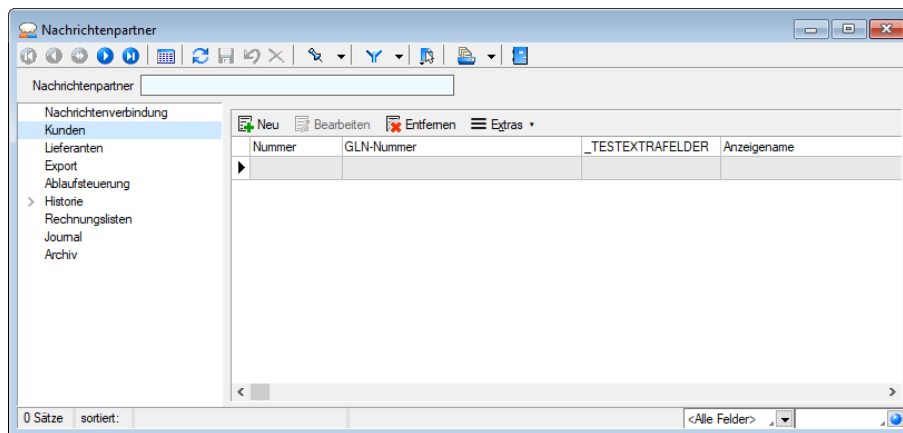 Nachrichtenpartner
Nachrichtenpartner
Nachrichtenverbindung
Kunden
Lieferanten
Export
Ablaufsteuerung
Historie
Rechnungslisten
Journal
Archiv
Neu Bearbeiten Entfernen Extras
Nummer GLN-Nummer _TESTEXTRAFELDER Anzeigename
0 Sätze sortiert: <Alle Felder>